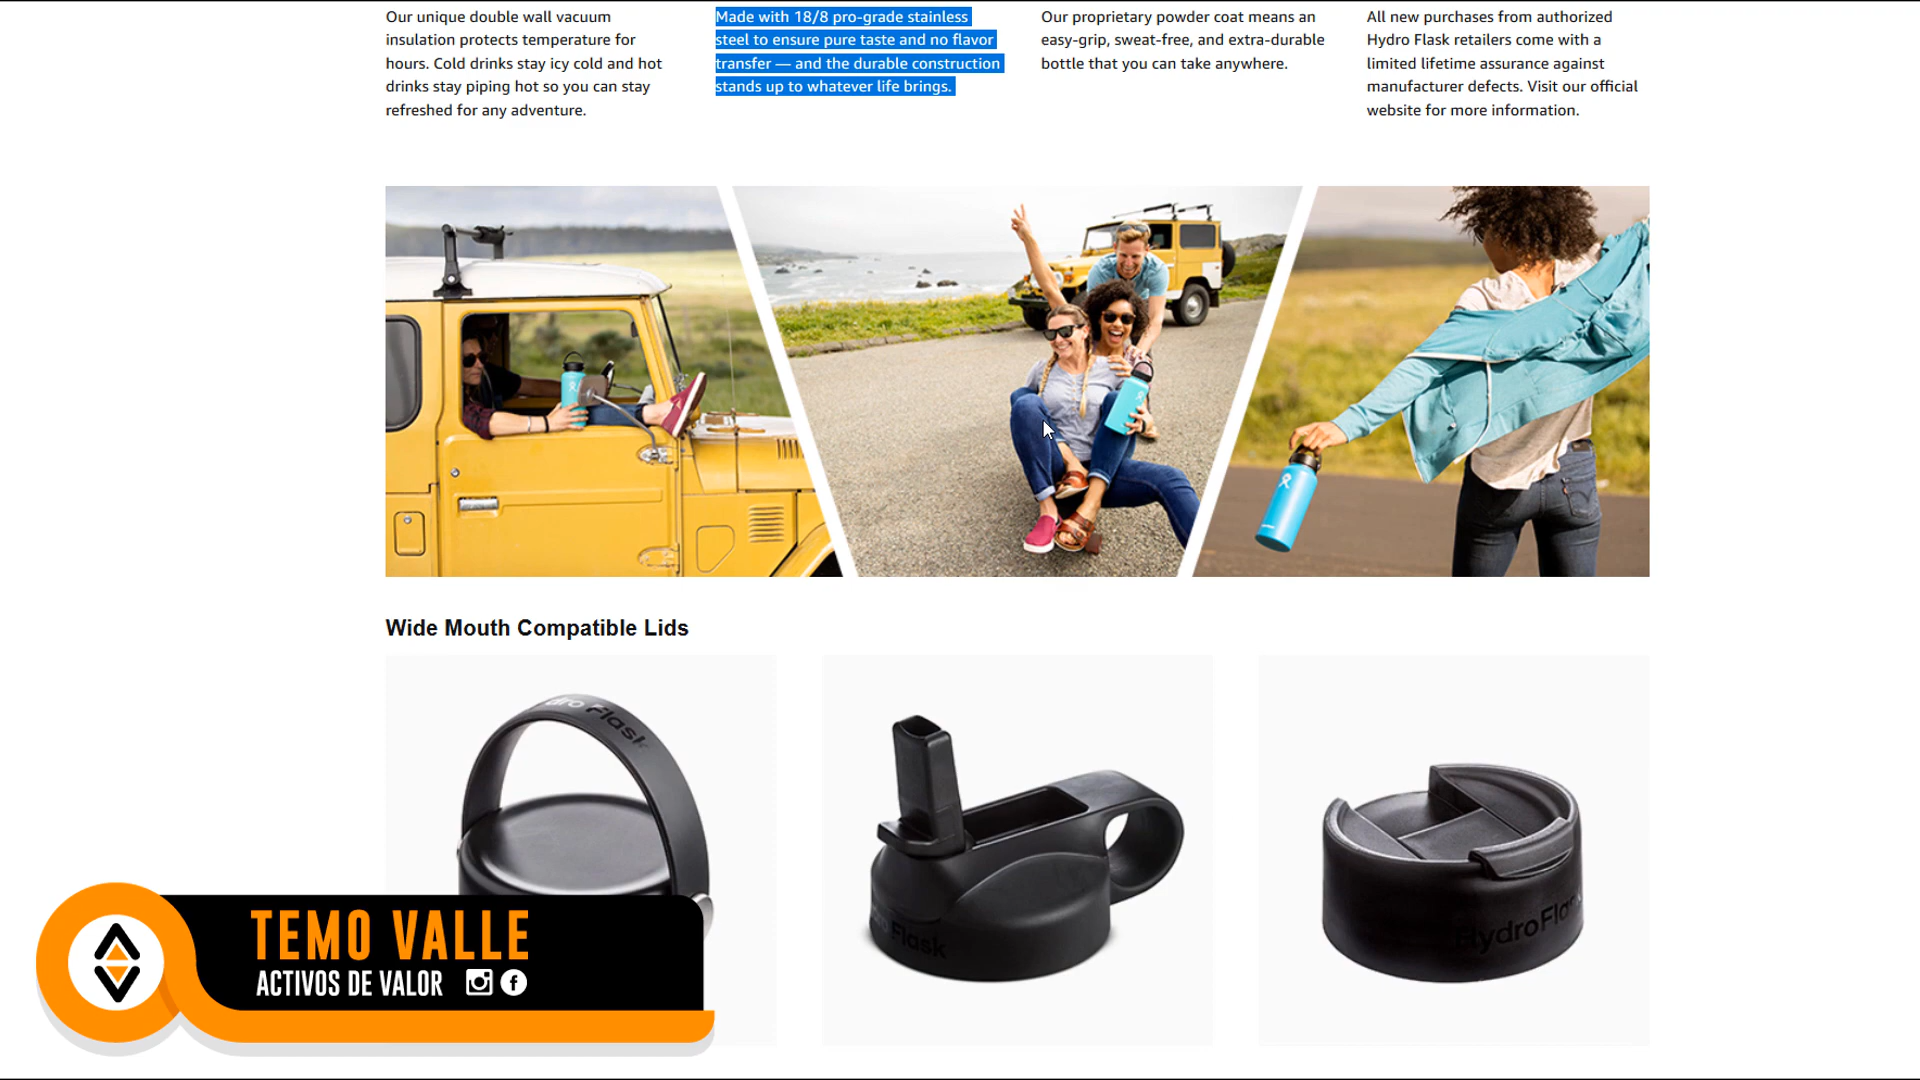 Our unique double wall vacuum
insulation protects temperature for
hours. Cold drinks stay icy cold and hot
drinks stay piping hot so you can stay
refreshed for any adventure.
Made with 18/8 pro-grade stainless
steel to ensure pure taste and no flavor
transfer — and the durable construction
stands up to whatever life brings.
Our proprietary powder coat means an
easy-grip, sweat-free, and extra-durable
bottle that you can take anywhere.
All new purchases from authorized
Hydro Flask retailers come with a
limited lifetime assurance against
manufacturer defects. Visit our official
website for more information.
Wide Mouth Compatible Lids
dro Flask
Flask
HydroFla
TEMO VALLE
ACTIVOS DE VALOR